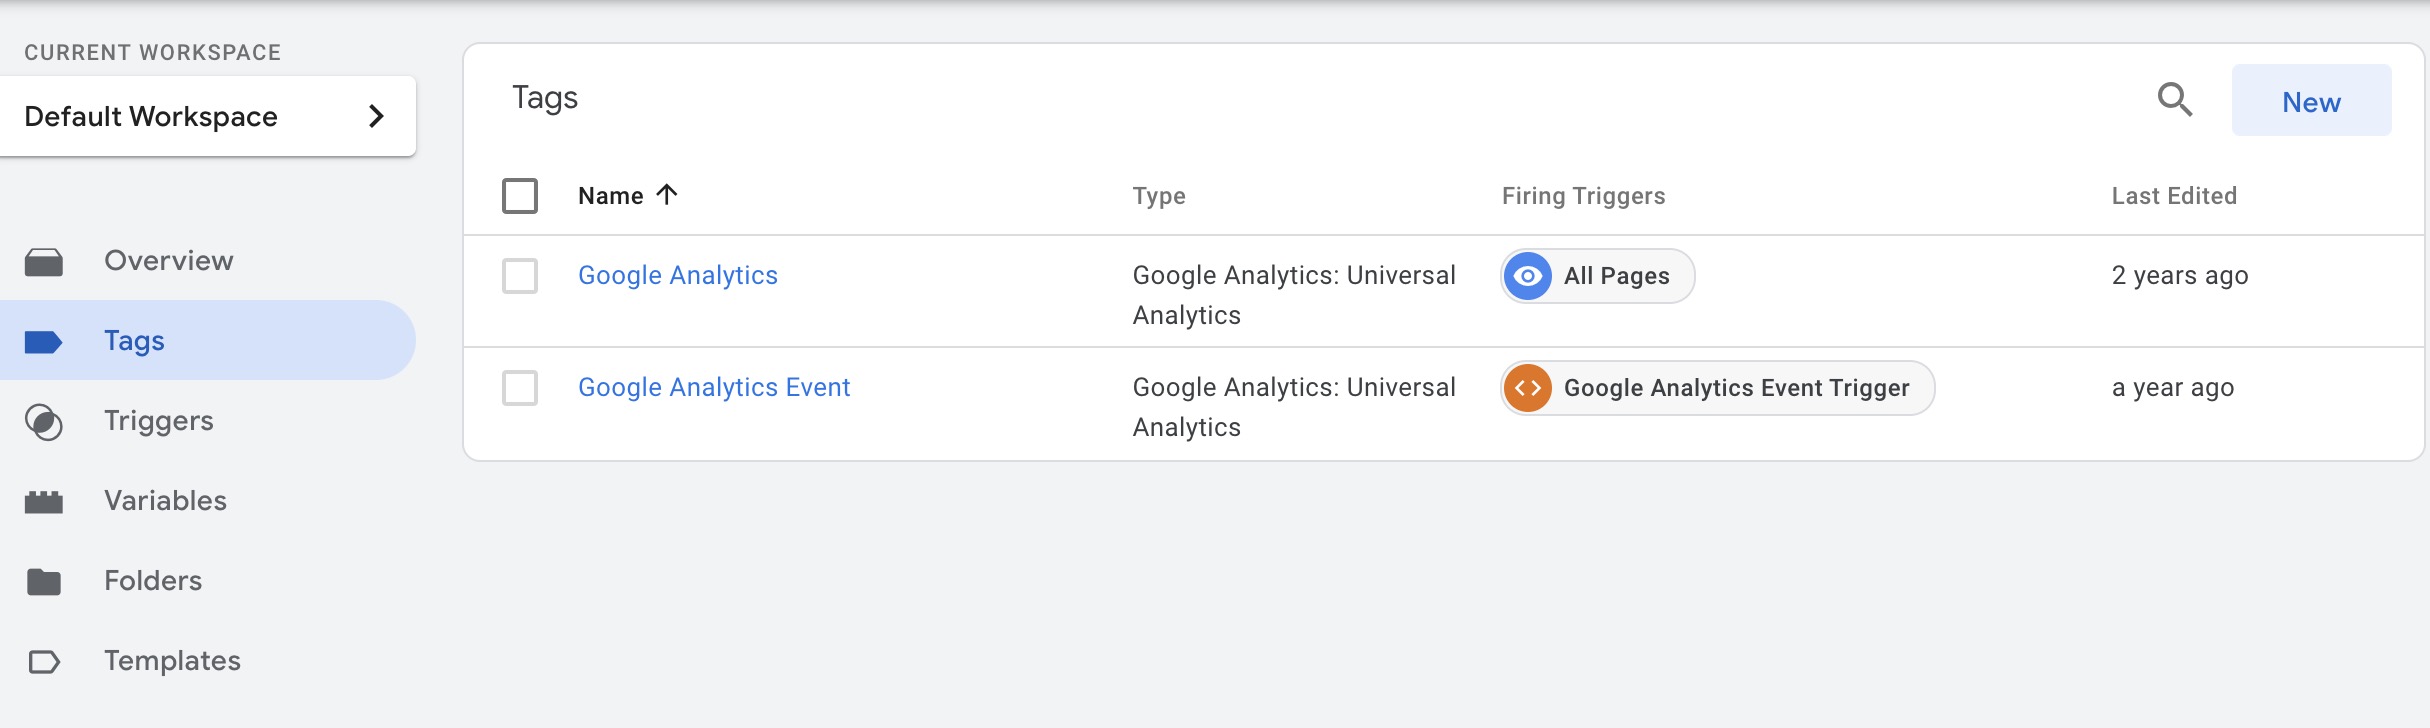 CURRENT WORKSPACE
Default Workspace
Overview
Tags
Triggers
Variables
Folders
Templates
Tags
New
Name Type Firing Triggers Last Edited
Google Analytics Google Analytics: Universal All Pages 2 years ago
Analytics
Google Analytics Event Google Analytics: Universal Google Analytics Event Trigger a year ago
Analytics